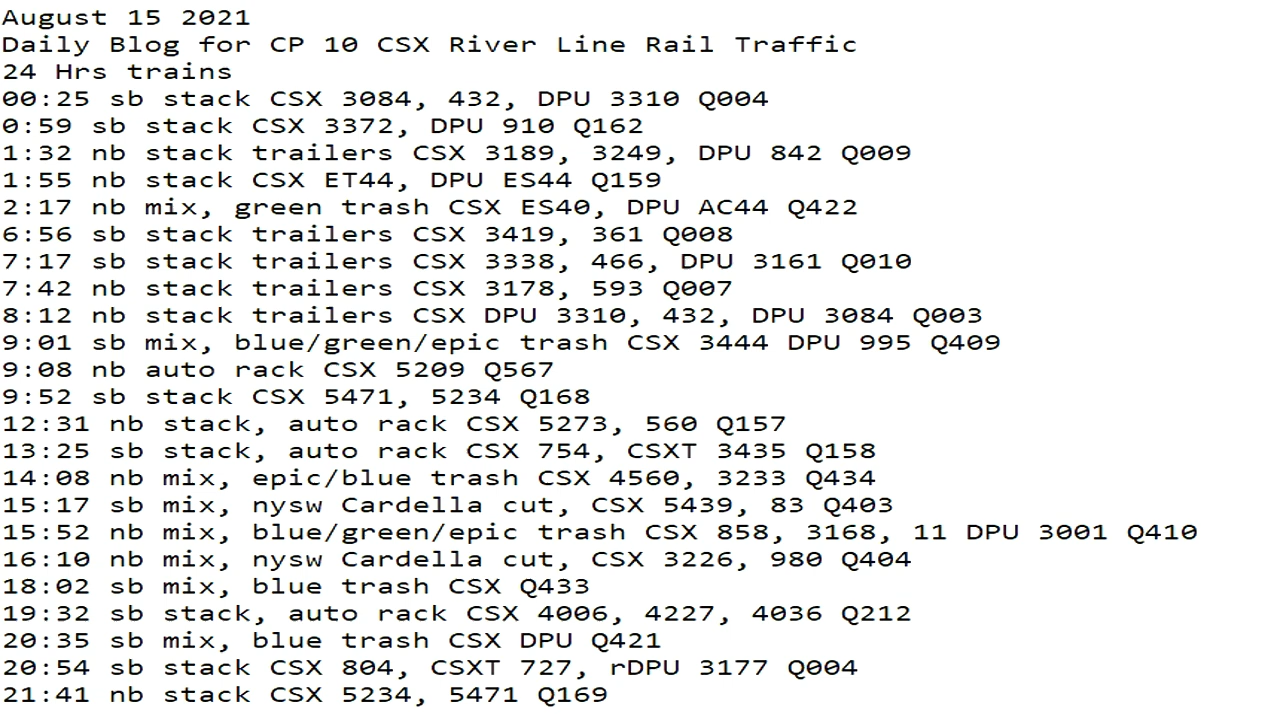 August 15 2021
Daily Blog for CP 10 CSX River Line Rail Traffic
24 Hrs trains
00:25 sb stack CSX 3084, 432, DPU 3310 Q004
0:59 sb stack CSX 3372, DPU 910 Q162
1:32 nb stack trailers CSX 3189, 3249, DPU 842 Q009
1:55 nb stack CSX ET44, DPU ES44 Q159
2:17 nb mix, green trash CSX ES40, DPU AC44 Q422
6:56 sb stack trailers CSX 3419, 361 Q008
7:17 sb stack trailers CSX 3338, 466, DPU 3161 Q010
7:42 nb stack trailers CSX 3178, 593 Q007
8:12 nb stack trailers CSX DPU 3310, 432, DPU 3084 Q003
9:01 sb mix, blue/green/epic trash CSX 3444 DPU 995 Q409
9:08 nb auto rack CSX 5209 Q567
9:52 sb stack CSX 5471, 5234 Q168
12:31 nb stack, auto rack CSX 5273, 560 Q157
13:25 sb stack, auto rack CSX 754, CSXT 3435 Q158
14:08 nb mix, epic/blue trash CSX 4560, 3233 Q434
15:17 sb mix, nysw Cardella cut, CSX 5439, 83 Q403
15:52 nb mix, blue/green/epic trash CSX 858, 3168, 11 DPU 3001 Q410
16:10 nb mix, nysw Cardella cut, CSX 3226, 980 Q404
18:02 sb mix, blue trash CSX Q433
19:32 sb stack, auto rack CSX 4006, 4227, 4036 Q212
20:35 sb mix, blue trash CSX DPU Q421
20:54 sb stack CSX 804, CSXT 727, rDPU 3177 Q004
21:41 nb stack CSX 5234, 5471 Q169